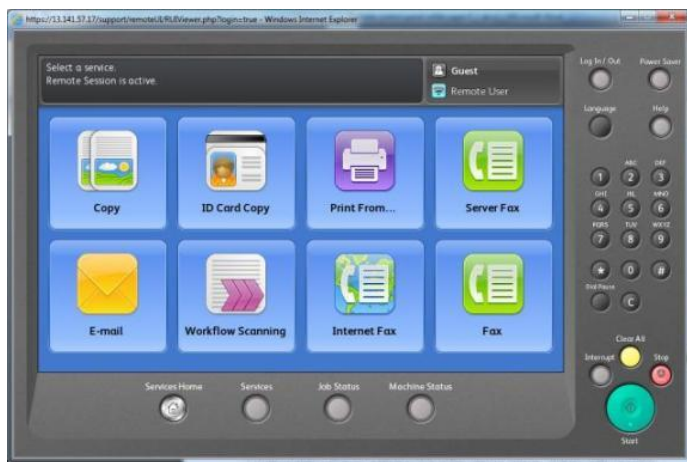 https://13.141.57.17/support/remoteUI/RUIViewer.php?login=true - Windows Internet Explorer
Select a service.
Remote Session is active.
Guest
Remote User
Log In / Out
Power Saver
Language
Help
Copy
ID Card Copy
Print From...
Server Fax
E-mail
Workflow Scanning
Internet Fax
Fax
ABC
DEF
1
2
3
GHI
JKL
MNO
4
5
6
PQRS
TUV
WXYZ
7
8
9
*
0
#
Dial Pause
C
Clear All
Interrupt
Stop
Start
Services Home
Services
Job Status
Machine Status